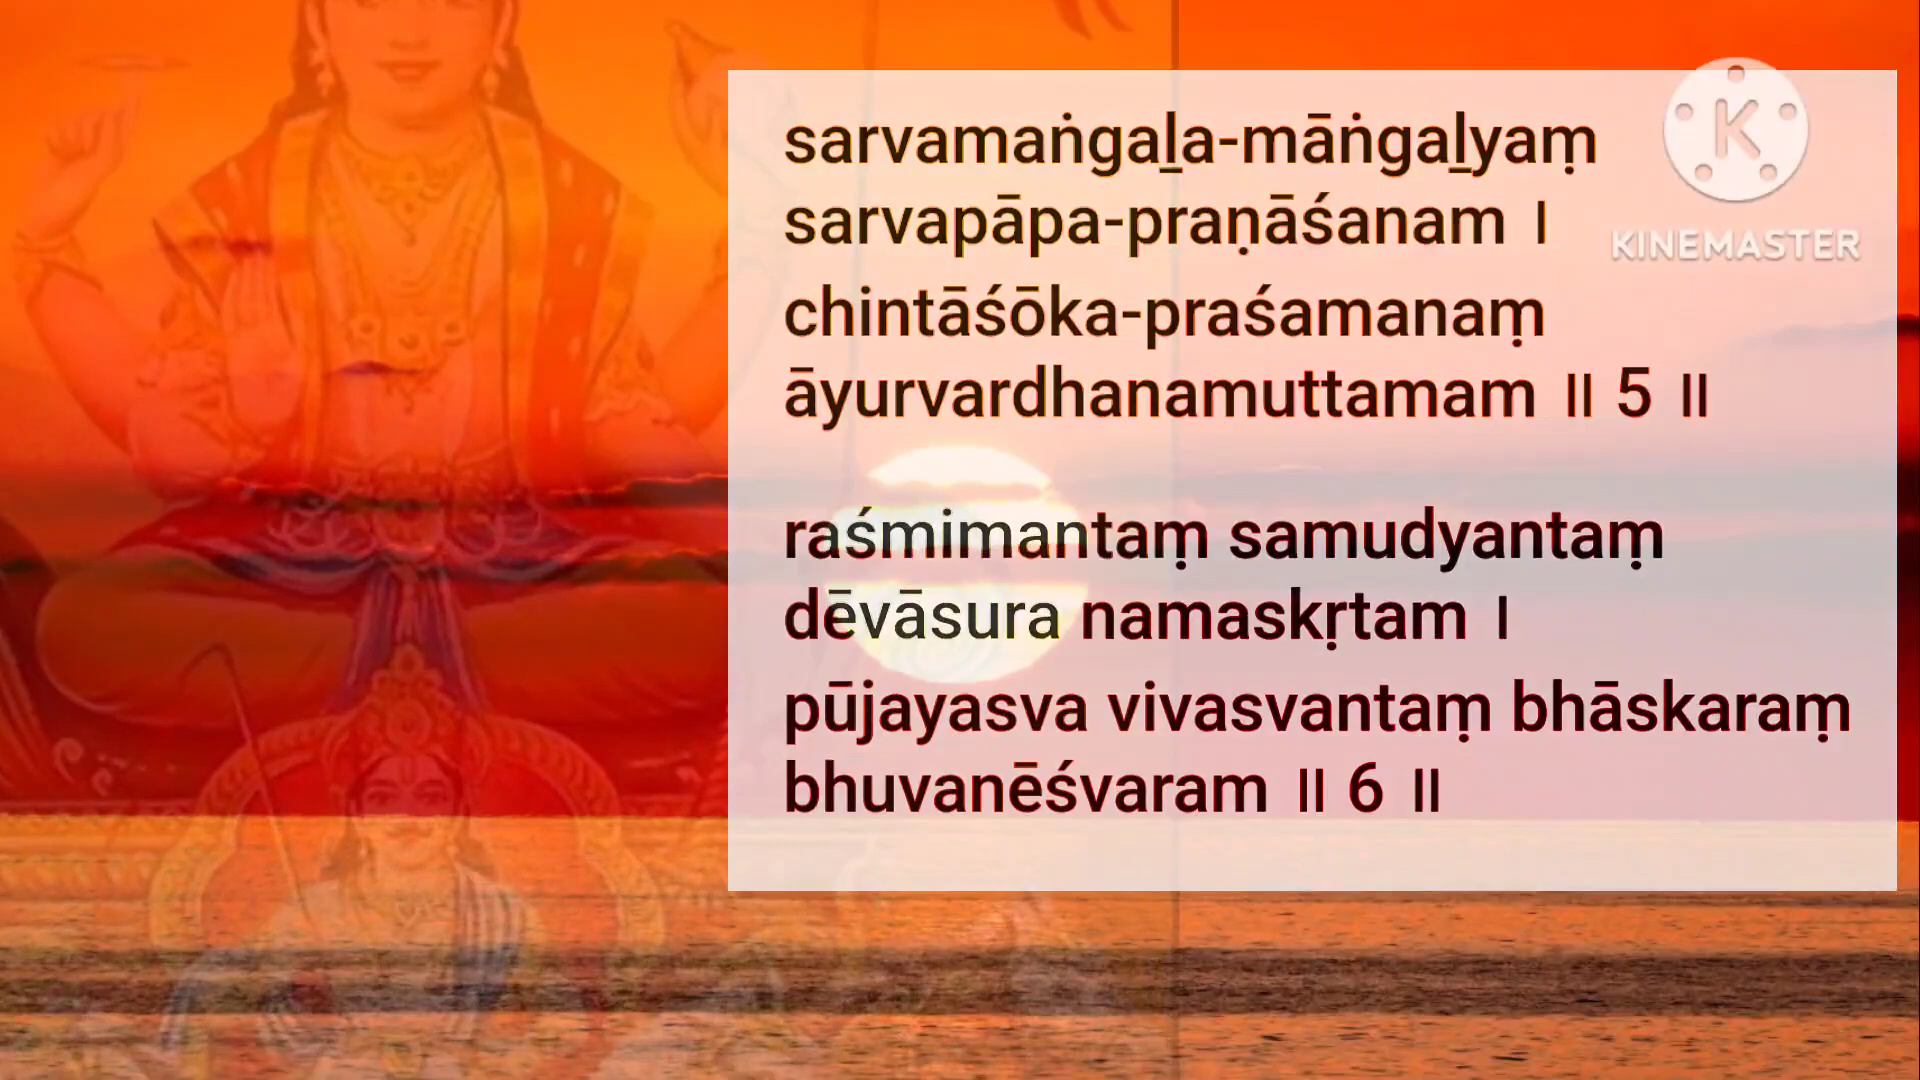 sarvamaṅgaḻa-māṅgaḻyaṃ
sarvapāpa-praṇāśanam ।
chintāśōka-praśamanaṃ
āyurvardhanamuttamam ॥ 5 ॥
raśmimantaṃ samudyantaṃ
dēvāsura namaskṛtam ।
pūjayasva vivasvantaṃ bhāskaraṃ
bhuvanēśvaram ॥ 6 ॥
K
KINEMASTER